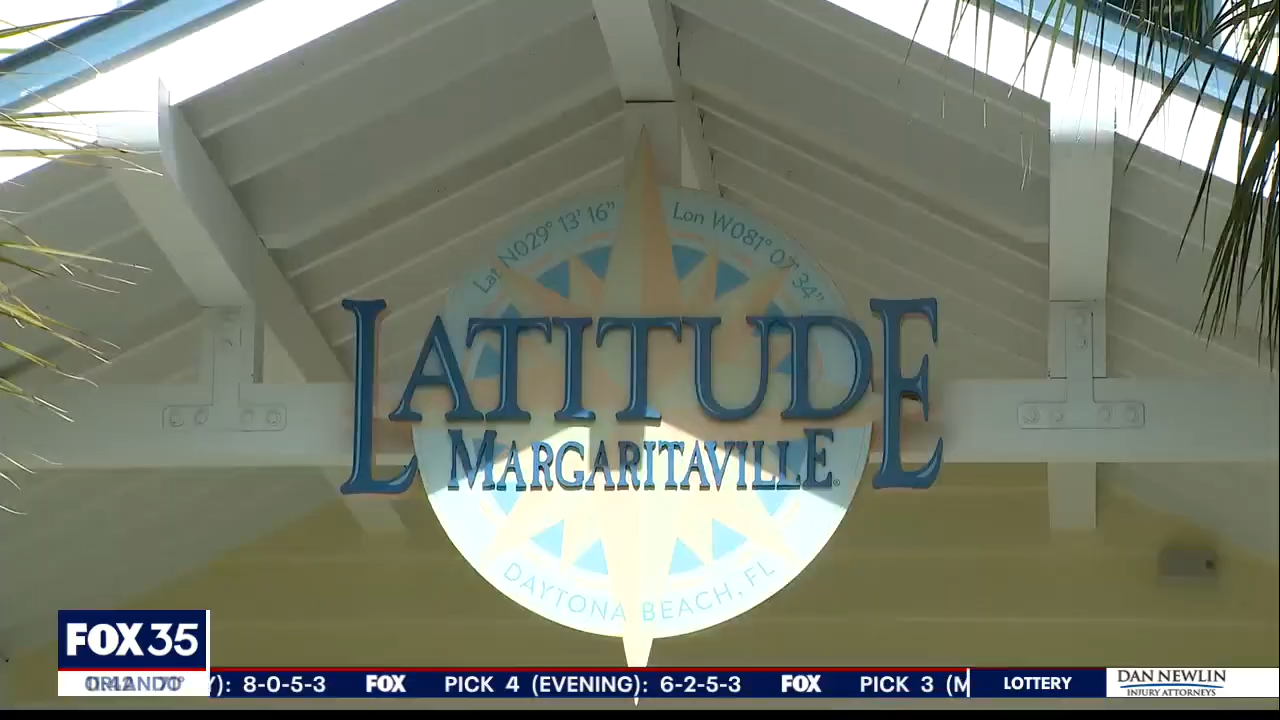 Lat N029° 13' 16" Lon W081° 07' 34"
LATITUDE
MARGARITAVILLE®
DAYTONA BEACH, FL
FOX 35
): 8-0-5-3 FOX PICK 4 (EVENING): 6-2-5-3 FOX PICK 3 (M LOTTERY DAN NEWLIN
INJURY ATTORNEYS